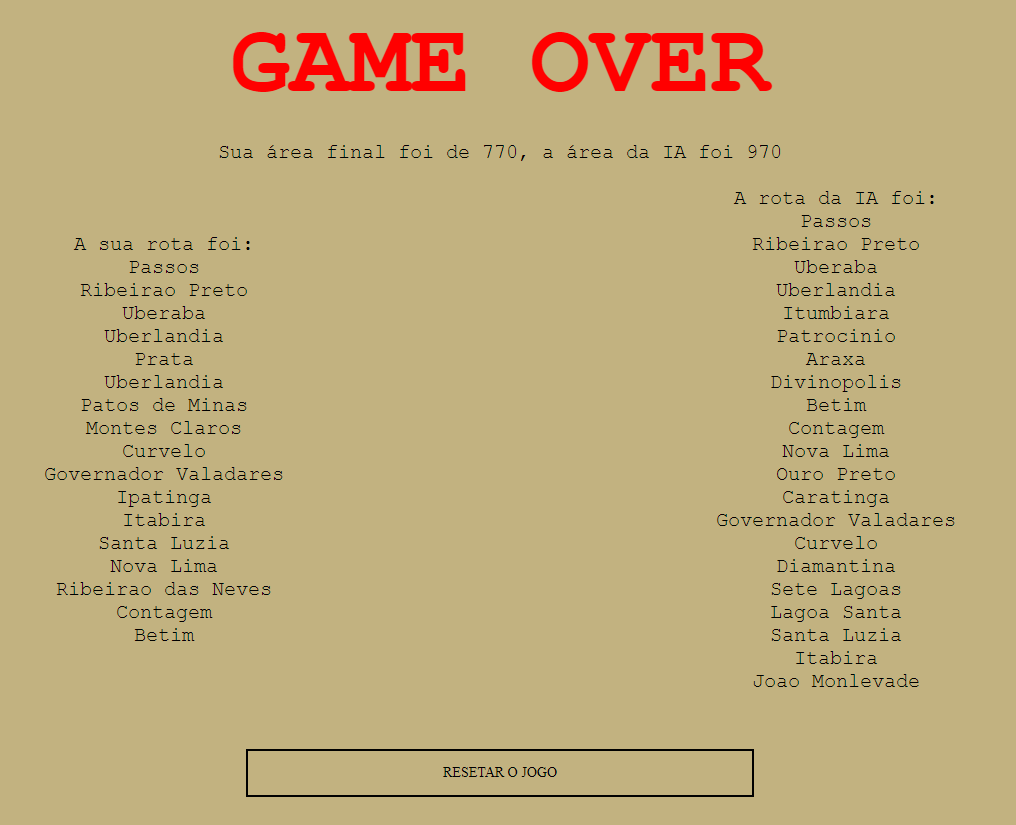 GAME OVER
Sua área final foi de 770, a área da IA foi 970
A sua rota foi:
Passos
Ribeirao Preto
Uberaba
Uberlandia
Prata
Uberlandia
Patos de Minas
Montes Claros
Curvelo
Governador Valadares
Ipatinga
Itabira
Santa Luzia
Nova Lima
Ribeirao das Neves
Contagem
Betim
A rota da IA foi:
Passos
Ribeirao Preto
Uberaba
Uberlandia
Itumbiara
Patrocinio
Araxa
Divinopolis
Betim
Contagem
Nova Lima
Ouro Preto
Caratinga
Governador Valadares
Curvelo
Diamantina
Sete Lagoas
Lagoa Santa
Santa Luzia
Itabira
Joao Monlevade
RESETAR O JOGO